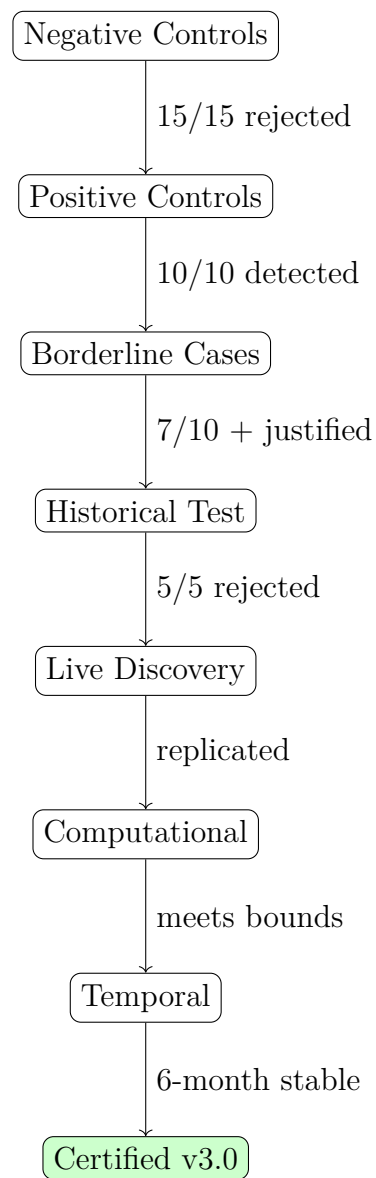 Negative Controls
15/15 rejected
Positive Controls
10/10 detected
Borderline Cases
7/10 + justified
Historical Test
5/5 rejected
Live Discovery
replicated
Computational
meets bounds
Temporal
6-month stable
Certified v3.0